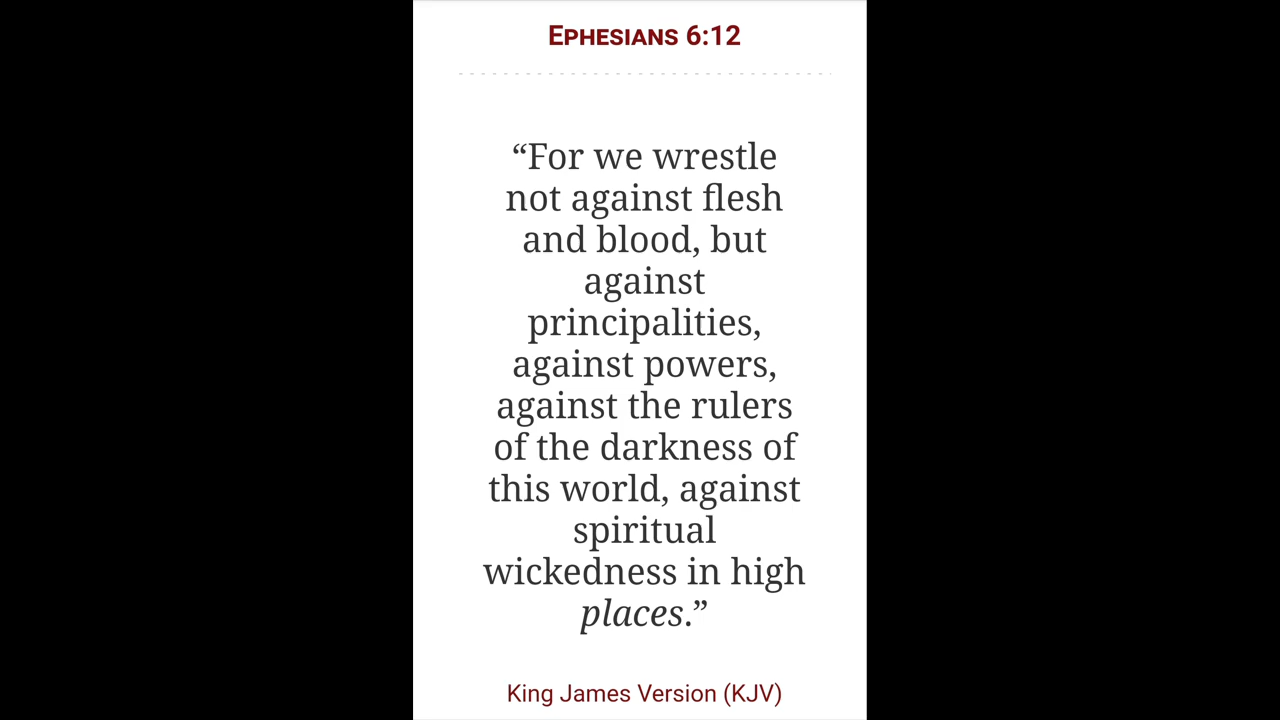 Ephesians 6:12
“For we wrestle
not against flesh
and blood, but
against
principalities,
against powers,
against the rulers
of the darkness of
this world, against
spiritual
wickedness in high
places.”
King James Version (KJV)